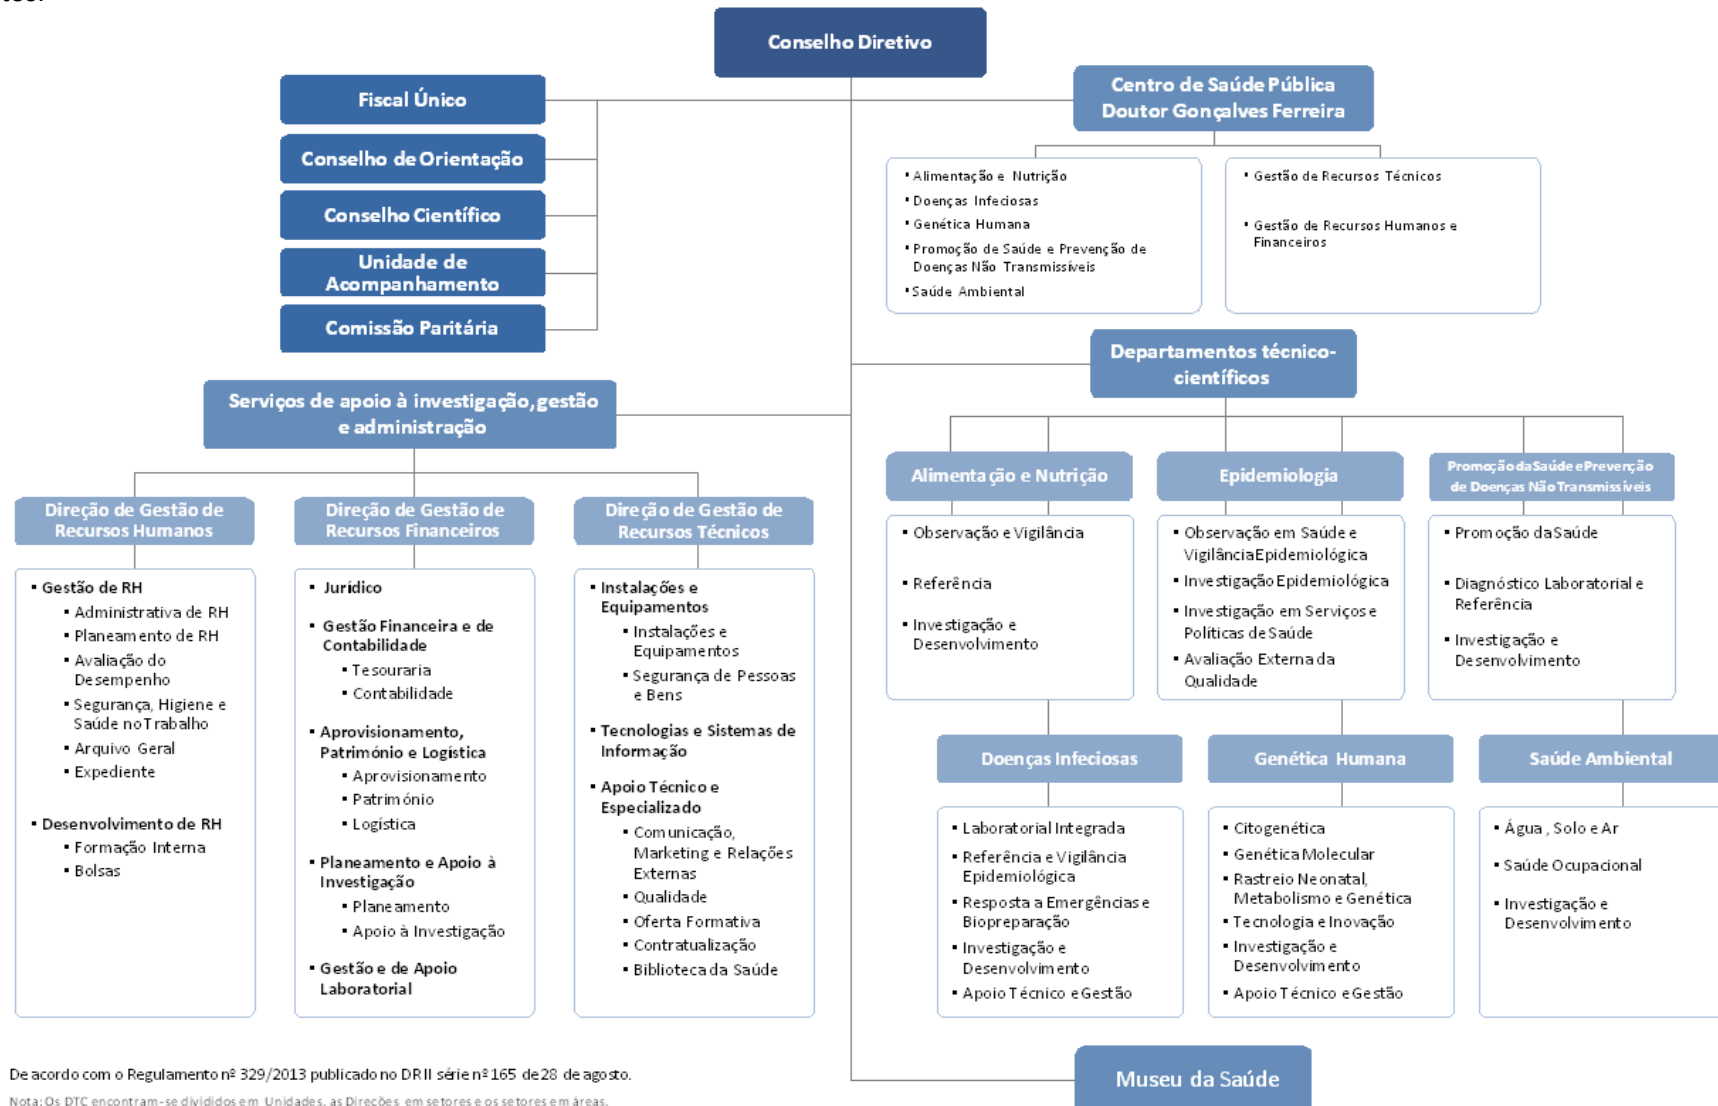 Conselho Diretivo
Fiscal Único
Conselho de Orientação
Conselho Científico
Unidade de
Acompanhamento
Comissão Paritária
Centro de Saúde Pública
Doutor Gonçalves Ferreira
▪ Alimentação e Nutrição
▪ Doenças Infeciosas
▪ Genética Humana
▪ Promoção de Saúde e Prevenção de
Doenças Não Transmissíveis
▪ Saúde Ambiental
▪ Gestão de Recursos Técnicos
▪ Gestão de Recursos Humanos e
Financeiros
Serviços de apoio à investigação, gestão
e administração
Direção de Gestão de
Recursos Humanos
▪ Gestão de RH
▪ Administrativa de RH
▪ Planeamento de RH
▪ Avaliação do
Desempenho
▪ Segurança, Higiene e
Saúde no Trabalho
▪ Arquivo Geral
▪ Expediente
▪ Desenvolvimento de RH
▪ Formação Interna
▪ Bolsas
Direção de Gestão de
Recursos Financeiros
▪ Jurídico
▪ Gestão Financeira e de
Contabilidade
▪ Tesouraria
▪ Contabilidade
▪ Aprovisionamento,
Património e Logística
▪ Aprovisionamento
▪ Património
▪ Logística
▪ Planeamento e Apoio à
Investigação
▪ Planeamento
▪ Apoio à Investigação
▪ Gestão e de Apoio
Laboratorial
Direção de Gestão de
Recursos Técnicos
▪ Instalações e
Equipamentos
▪ Instalações e
Equipamentos
▪ Segurança de Pessoas
e Bens
▪ Tecnologias e Sistemas de
Informação
▪ Apoio Técnico e
Especializado
▪ Comunicação,
Marketing e Relações
Externas
▪ Qualidade
▪ Oferta Formativa
▪ Contratualização
▪ Biblioteca da Saúde
Departamentos técnico-
científicos
Alimentação e Nutrição
▪ Observação e Vigilância
▪ Referência
▪ Investigação e
Desenvolvimento
Epidemiologia
▪ Observação em Saúde e
Vigilância Epidemiológica
▪ Investigação Epidemiológica
▪ Investigação em Serviços e
Políticas de Saúde
▪ Avaliação Externa da
Qualidade
Promoção da Saúde e Prevenção
de Doenças Não Transmissíveis
▪ Promoção da Saúde
▪ Diagnóstico Laboratorial e
Referência
▪ Investigação e
Desenvolvimento
Doenças Infeciosas
▪ Laboratorial Integrada
▪ Referência e Vigilância
Epidemiológica
▪ Resposta a Emergências e
Biopreparação
▪ Investigação e
Desenvolvimento
▪ Apoio Técnico e Gestão
Genética Humana
▪ Citogenética
▪ Genética Molecular
▪ Rastreio Neonatal,
Metabolismo e Genética
▪ Tecnologia e Inovação
▪ Investigação e
Desenvolvimento
▪ Apoio Técnico e Gestão
Saúde Ambiental
▪ Água , Solo e Ar
▪ Saúde Ocupacional
▪ Investigação e
Desenvolvimento
Museu da Saúde
De acordo com o Regulamento nº 329/2013 publicado no DR II série nº 165 de 28 de agosto.
Nota: Os DTC encontram-se divididos em Unidades, as Direções em setores e os setores em áreas.